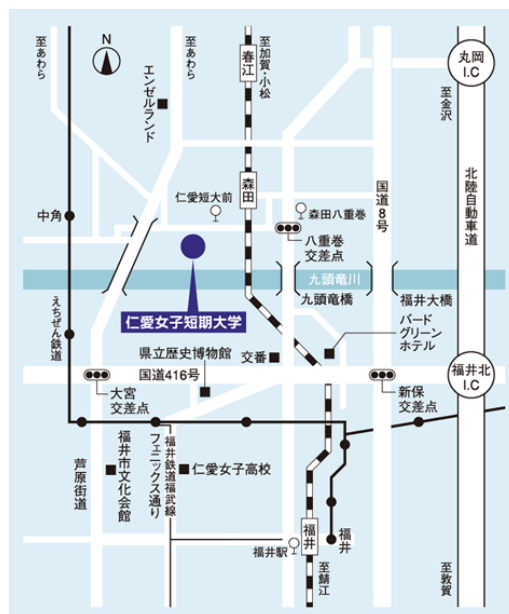 至あわら
N
至あわら
エンゼルランド
春江
至加賀・小松
丸岡
I.C
至金沢
北陸自動車道
仁愛短大前
森田
森田八重巻
国道8号
中角
八重巻
交差点
九頭竜川
九頭竜橋
福井大橋
えちぜん鉄道
仁愛女子短期大学
バード
グリーン
ホテル
県立歴史博物館
交番
国道416号
福井北
I.C
大宮
交差点
新保
交差点
芦原街道
福井市文化会館
フェニックス通り
福井鉄道福武線
仁愛女子高校
福井駅
福井
福井
至鯖江
至敦賀